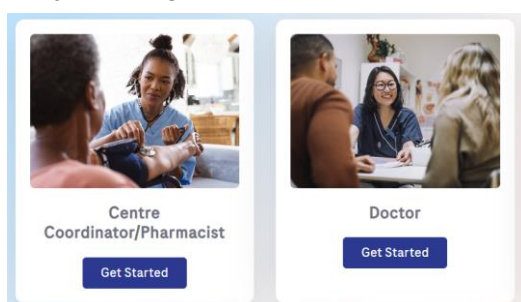 Centre
Coordinator/Pharmacist
Get Started
Doctor
Get Started